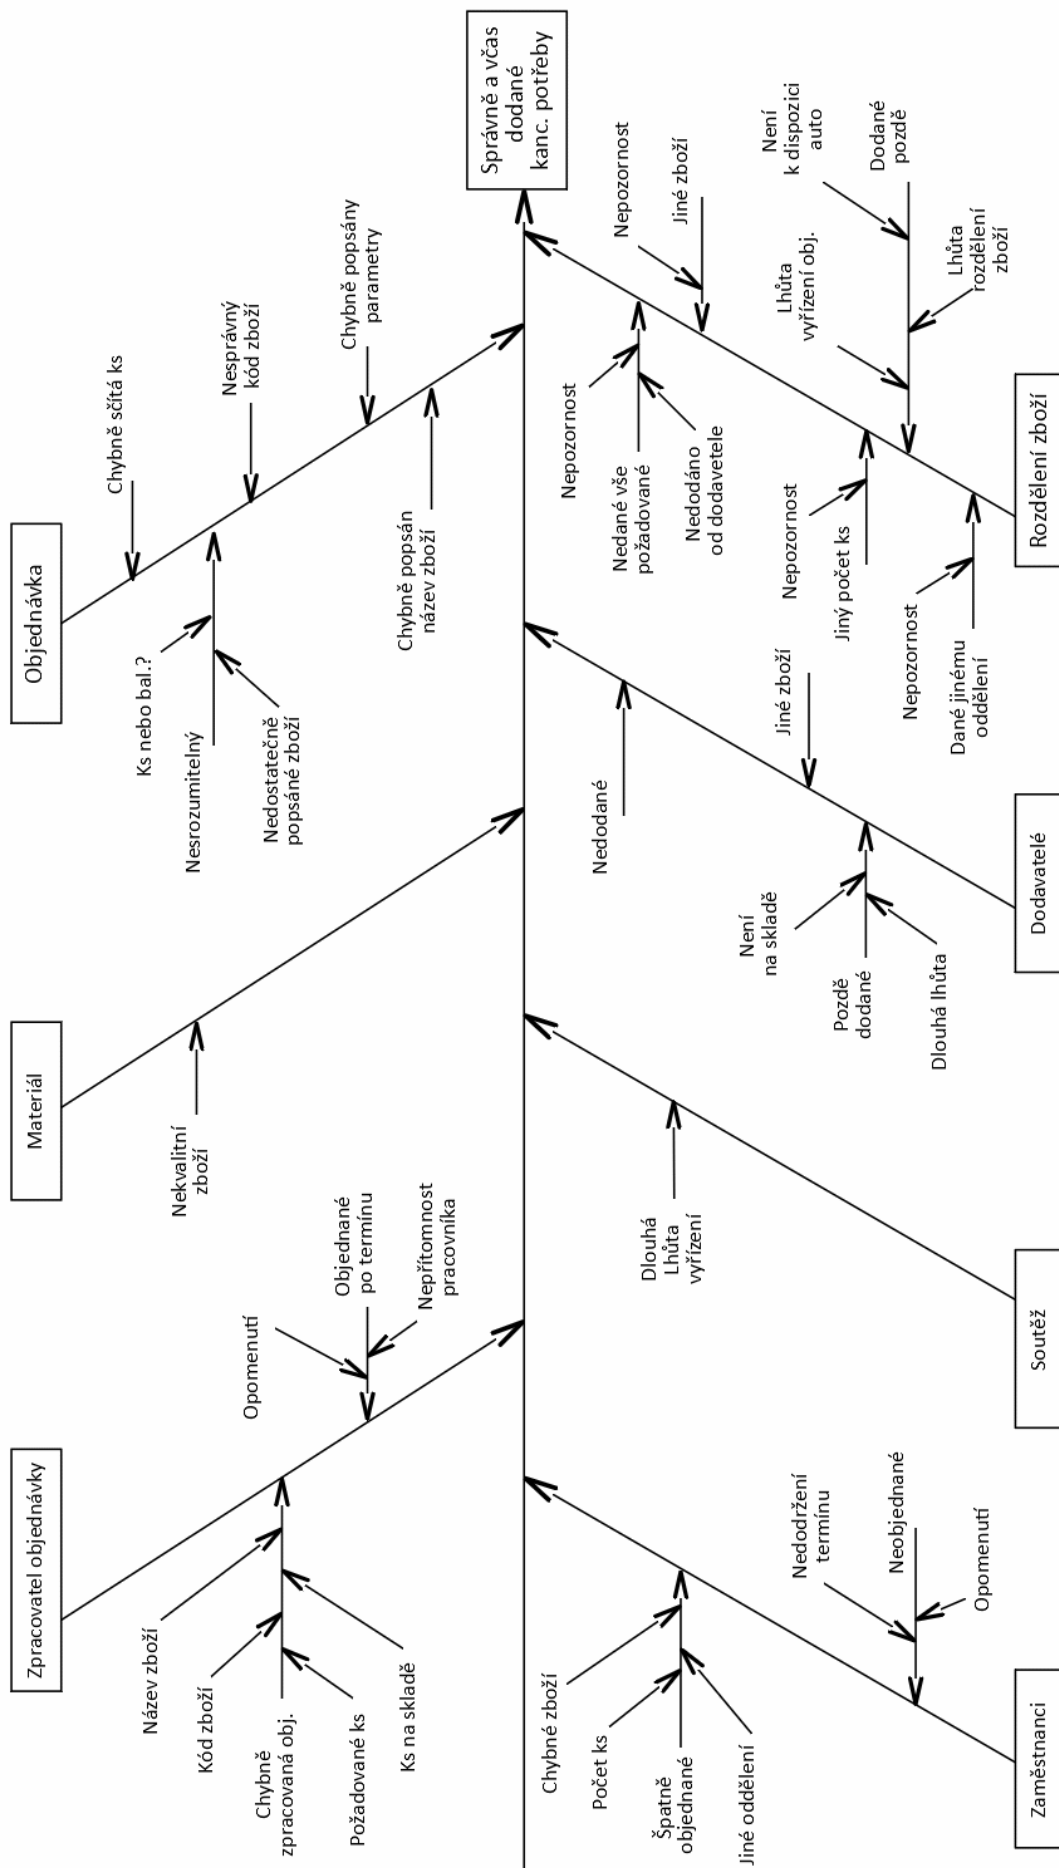 Zpracovatel objednávky
Materiál
Objednávka
Název zboží
Kód zboží
Chybně
zpracovaná obj.
Požadované ks
Ks na skladě
Opomenutí
Objednané
po termínu
Nepřítomnost
pracovníka
Nekvalitní
zboží
Chybně sčítá ks
Ks nebo bal.?
Nesrozumitelný
Nedostatečně
popsáné zboží
Nesprávný
kód zboží
Chybně popsány
parametry
Chybně popsán
název zboží
Správně a včas
dodané
kanc. potřeby
Chybné zboží
Počet ks
Špatně
objednané
Jiné oddělení
Nedodržení
termínu
Neobjednané
Opomenutí
Dlouhá
Lhůta
vyřízení
Nedodané
Jiné zboží
Není
na skladě
Pozdě
dodané
Dlouhá lhůta
Nepozornost
Jiné zboží
Nepozornost
Nedané vše
požadované
Nedodáno
od dodavetele
Není
k dispozici
auto
Dodané
pozdě
Lhůta
vyřízení obj.
Lhůta
rozdělení
zboží
Nepozornost
Jiný počet ks
Nepozornost
Dané jinému
oddělení
Zaměstnanci
Soutěž
Dodavatelé
Rozdělení zboží